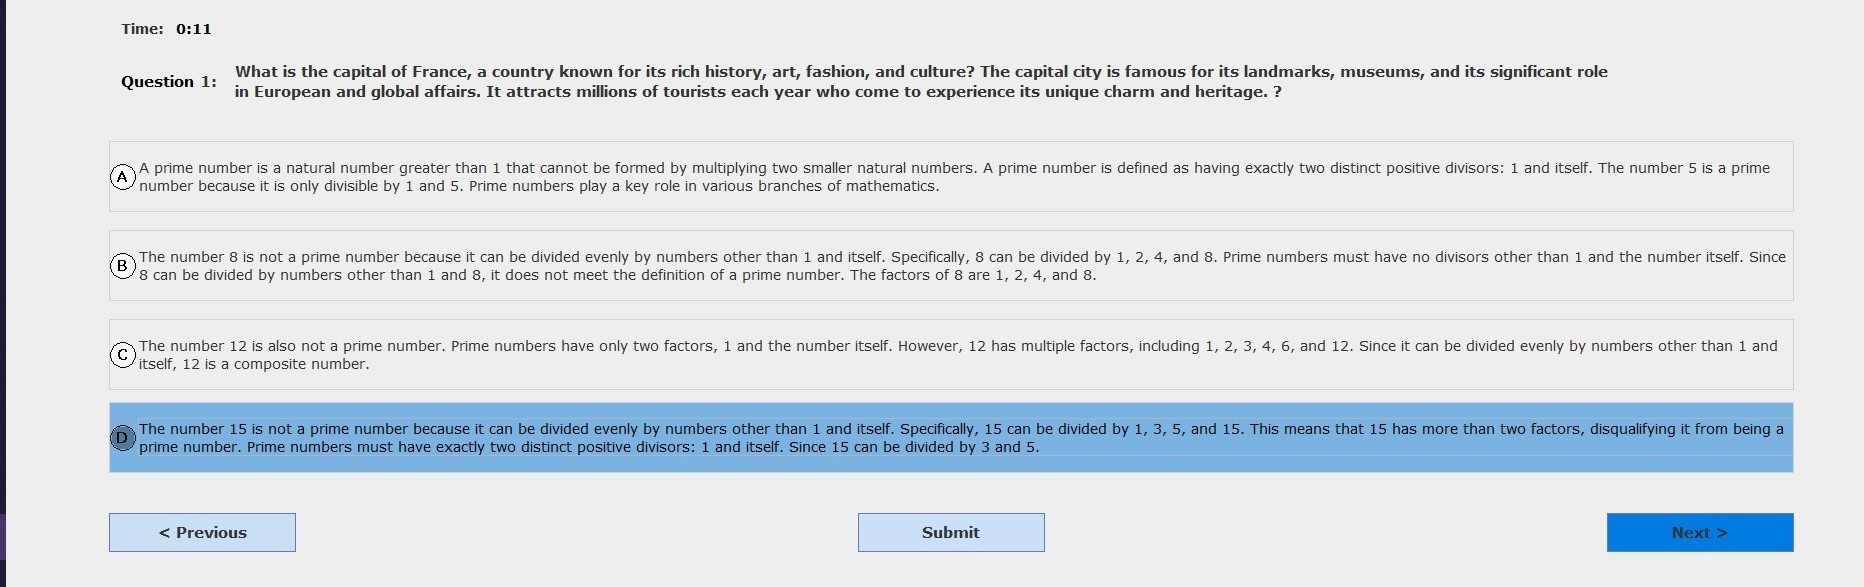 Time: 0:11
Question 1: What is the capital of France, a country known for its rich history, art, fashion, and culture? The capital city is famous for its landmarks, museums, and its significant role
in European and global affairs. It attracts millions of tourists each year who come to experience its unique charm and heritage. ?
A A prime number is a natural number greater than 1 that cannot be formed by multiplying two smaller natural numbers. A prime number is defined as having exactly two distinct positive divisors: 1 and itself. The number 5 is a prime
number because it is only divisible by 1 and 5. Prime numbers play a key role in various branches of mathematics.
B The number 8 is not a prime number because it can be divided evenly by numbers other than 1 and itself. Specifically, 8 can be divided by 1, 2, 4, and 8. Prime numbers must have no divisors other than 1 and the number itself. Since
8 can be divided by numbers other than 1 and 8, it does not meet the definition of a prime number. The factors of 8 are 1, 2, 4, and 8.
C The number 12 is also not a prime number. Prime numbers have only two factors, 1 and the number itself. However, 12 has multiple factors, including 1, 2, 3, 4, 6, and 12. Since it can be divided evenly by numbers other than 1 and
itself, 12 is a composite number.
D The number 15 is not a prime number because it can be divided evenly by numbers other than 1 and itself. Specifically, 15 can be divided by 1, 3, 5, and 15. This means that 15 has more than two factors, disqualifying it from being a
prime number. Prime numbers must have exactly two distinct positive divisors: 1 and itself. Since 15 can be divided by 3 and 5.
< Previous Submit Next >